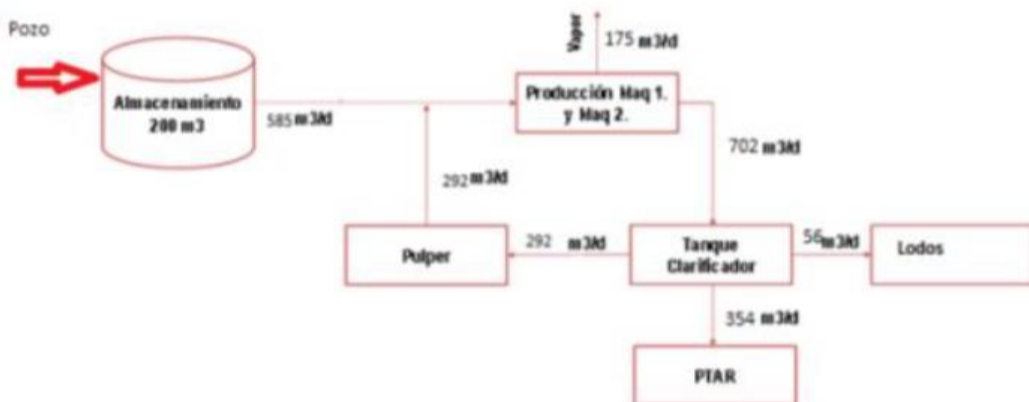 Pozo
Almacenamiento
200 m3
585 m3/d
Vapor
175 m3/d
Producción Maq 1.
y Maq 2.
702 m3/d
292 m3/d
Pulper
292 m3/d
Tanque
Clarificador
56 m3/d
Lodos
354 m3/d
PTAR